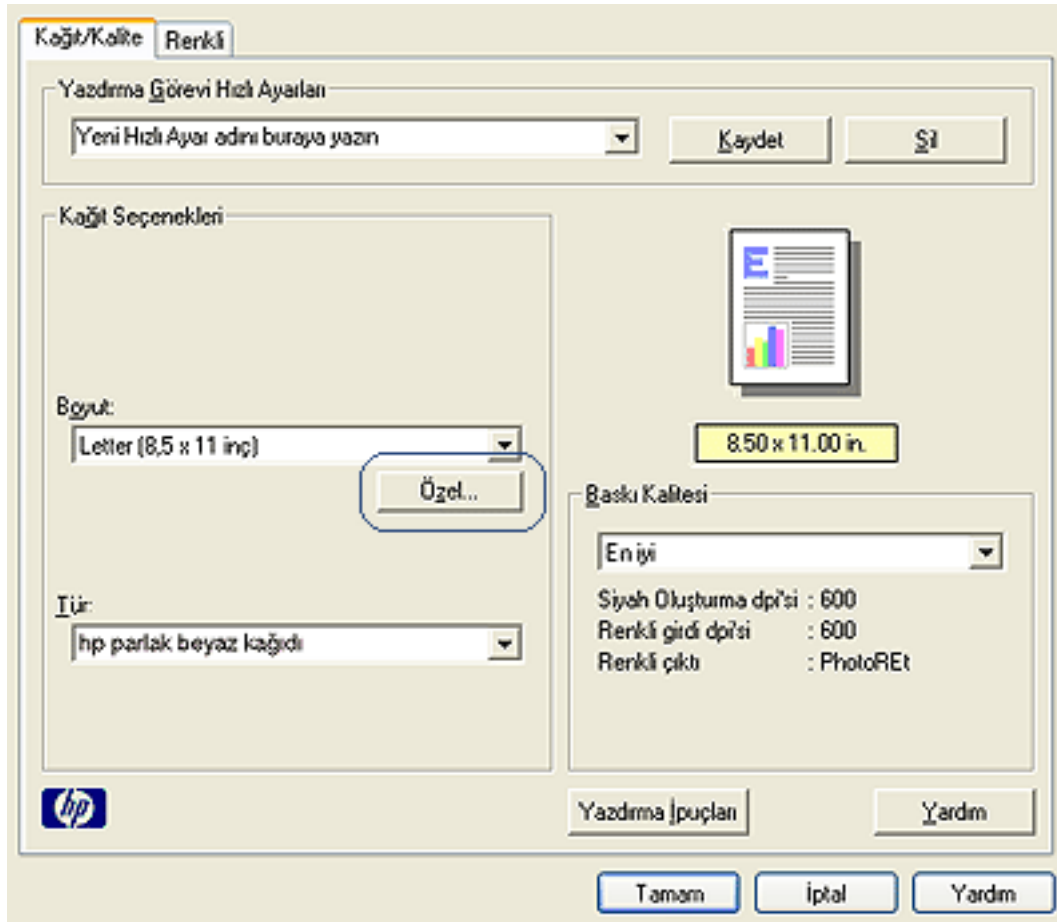 Kağıt/Kalite
Renkli
Yazdırma Görevi Hızlı Ayarları
Yeni Hızlı Ayar adını buraya yazın
Kaydet
Sil
Kağıt Seçenekleri
E
Boyut:
Letter (8,5 x 11 inç)
8.50 x 11.00 in.
Özel...
Baskı Kalitesi
En iyi
Siyah Oluşturma dpi'si : 600
Renkli girdi dpi'si : 600
Renkli çıktı : PhotoREt
Tür:
hp parlak beyaz kağıdı
hp
Yazdırma İpuçları
Yardım
Tamam
İptal
Yardım